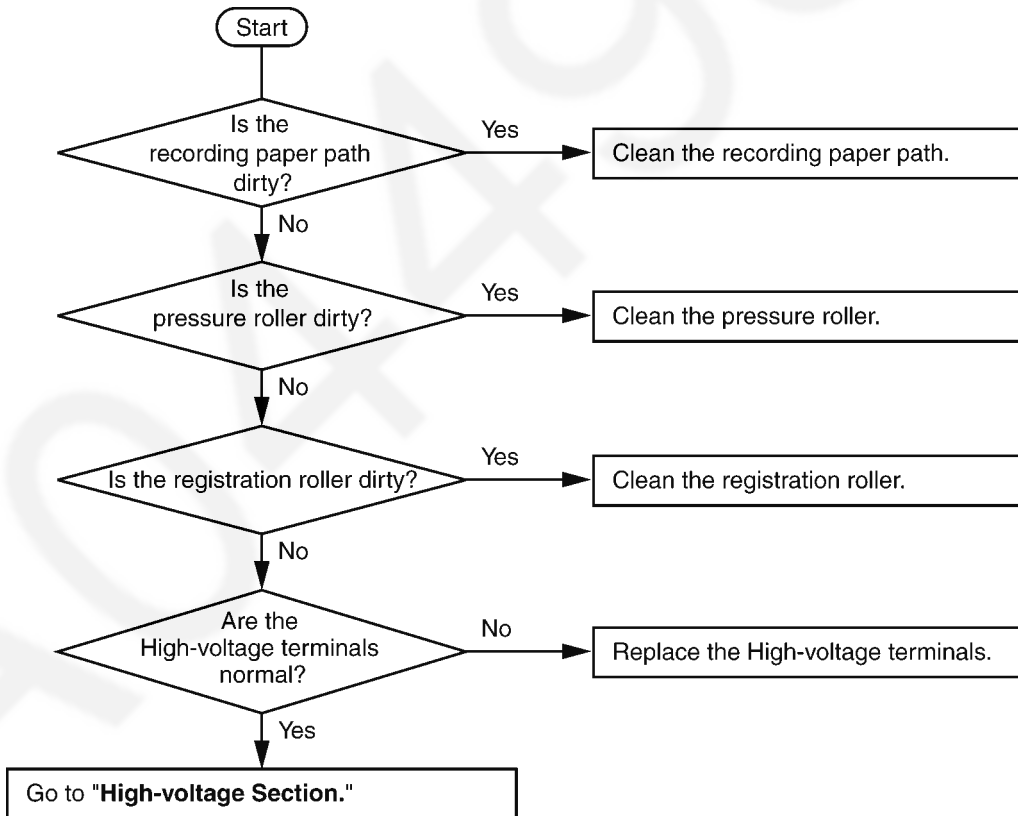 Start
Is the
recording paper path
dirty?
Yes
Clean the recording paper path.
No
Is the
pressure roller dirty?
Yes
Clean the pressure roller.
No
Is the registration roller dirty?
Yes
Clean the registration roller.
No
Are the
High-voltage terminals
normal?
No
Replace the High-voltage terminals.
Yes
Go to "High-voltage Section."